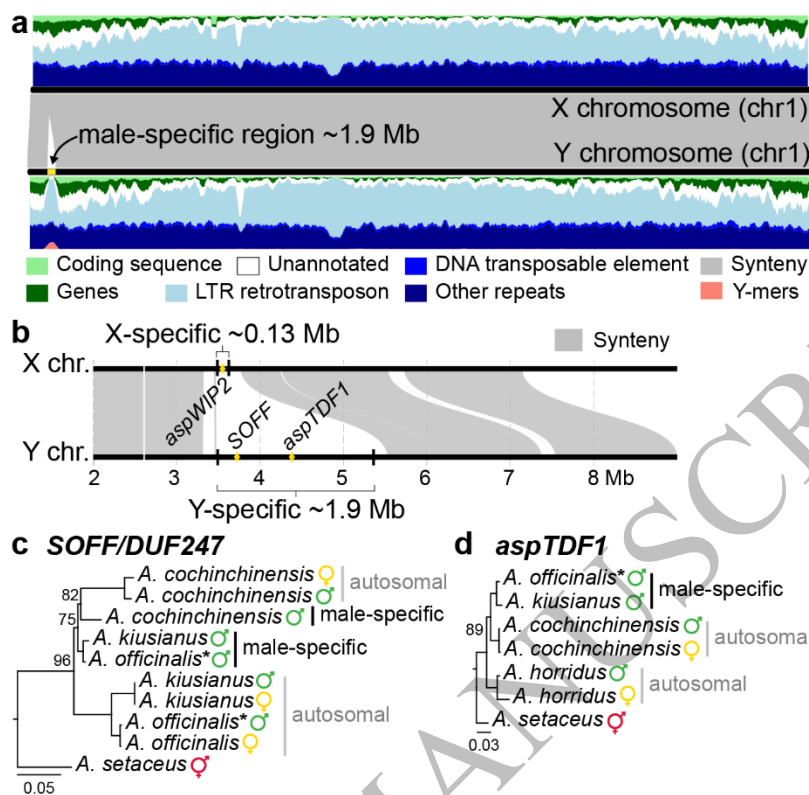 a
X chromosome (chr1)
male-specific region ~1.9 Mb
Y chromosome (chr1)
Coding sequence Unannotated DNA transposable element Synteny
Genes LTR retrotransposon Other repeats Y-mers
b
X-specific ~0.13 Mb
Synteny
X chr.
aspWIP2 SOFF aspTDF1
Y chr.
2 3 4 5 6 7 8 Mb
Y-specific ~1.9 Mb
c SOFF/DUF247
A. cochinchinensis ♀ autosomal
82 A. cochinchinensis ♂
75 A. cochinchinensis ♂ male-specific
A. kiusianus ♂ male-specific
96 A. officinalis* ♂
A. kiusianus ♂
A. kiusianus ♀ autosomal
A. officinalis* ♂
A. officinalis ♀
A. setaceus ⚥
0.05
d aspTDF1
A. officinalis* ♂ male-specific
A. kiusianus ♂
89 A. cochinchinensis ♂ autosoma
A. cochinchinensis ♀
A. horridus ♂ autosomal
A. horridus ♀
A. setaceus ⚥
0.03
MANUSCR